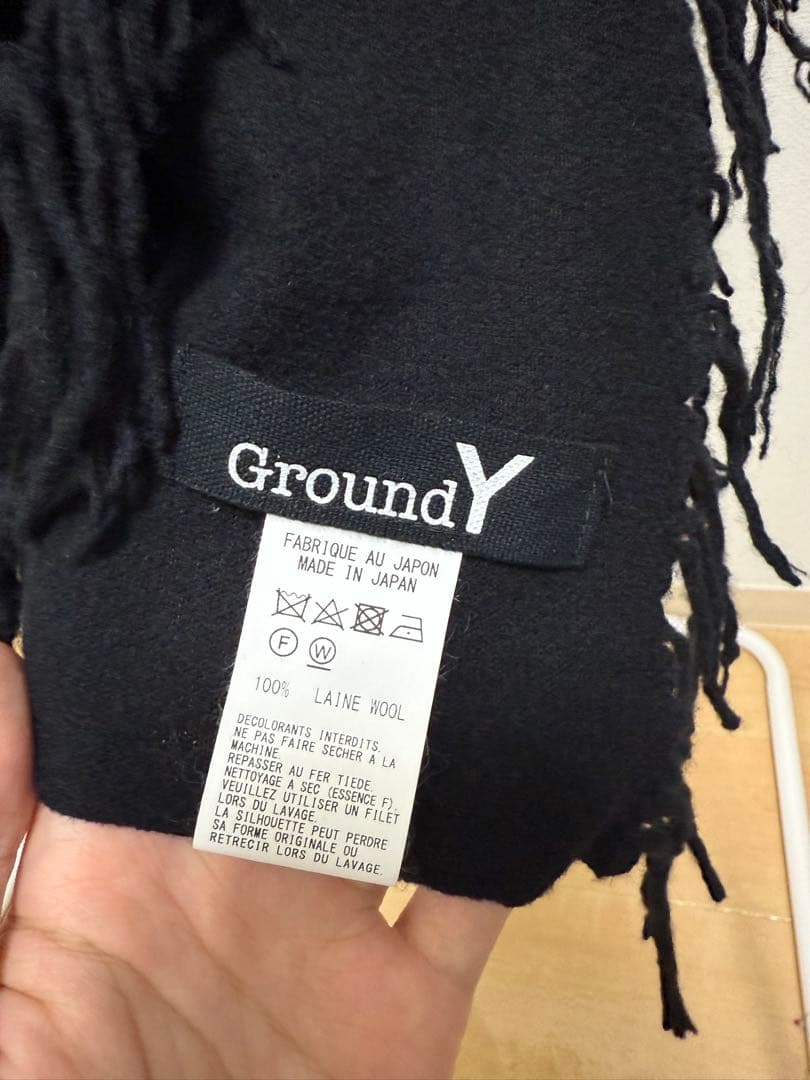 GroundY
FABRIQUE AU JAPON
MADE IN JAPAN
F W
100% LAINE WOOL
DECOLORANTS INTERDITS.
NE PAS FAIRE SECHER A LA
MACHINE.
REPASSER AU FER TIEDE.
NETTOYAGE A SEC (ESSENCE F).
VEUILLEZ UTILISER UN FILET
LORS DU LAVAGE.
LA SILHOUETTE PEUT PERDRE
SA FORME ORIGINALE OU
RETRECIR LORS DU LAVAGE.